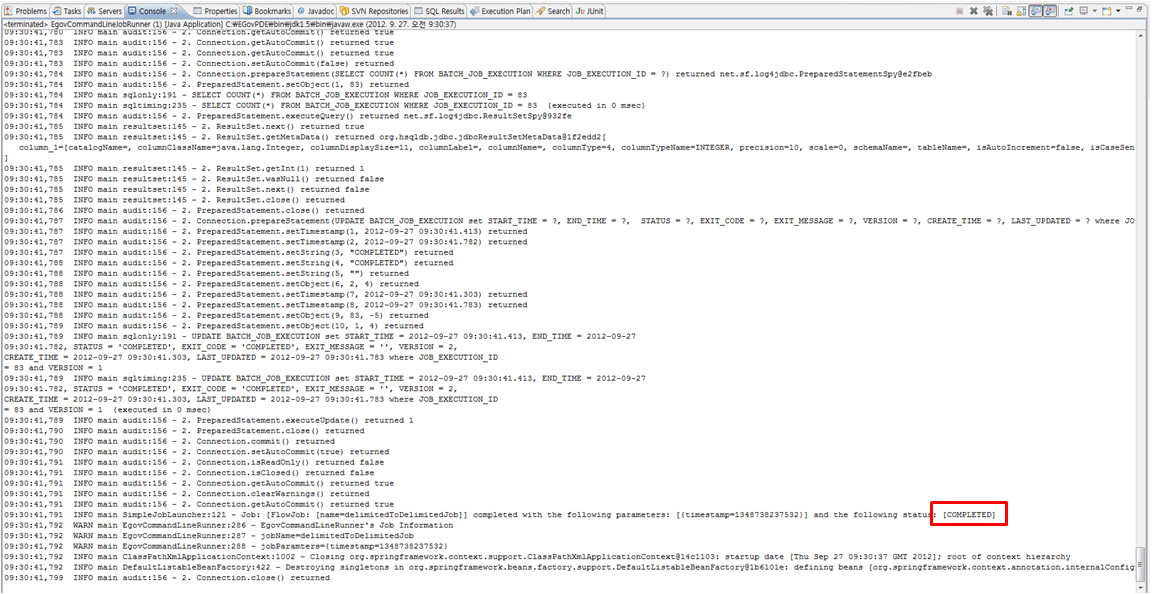 Problems Tasks Servers Console Properties Bookmarks Javadoc SVN Repositories SQL Results Execution Plan Search JUnit
<terminated> EgovCommandLineJobRunner (1) [Java Application] C:₩EGovPDE₩bin₩jdk1.5₩bin₩javaw.exe (2012. 9. 27. 오전 9:30:37)
09:30:41,780  INFO main audit:156 - 2. Connection.getAutoCommit() returned true
09:30:41,783  INFO main audit:156 - 2. Connection.getAutoCommit() returned true
09:30:41,783  INFO main audit:156 - 2. Connection.getAutoCommit() returned true
09:30:41,783  INFO main audit:156 - 2. Connection.setAutoCommit(false) returned
09:30:41,784  INFO main audit:156 - 2. Connection.prepareStatement(SELECT COUNT(*) FROM BATCH_JOB_EXECUTION WHERE JOB_EXECUTION_ID = ?) returned net.sf.log4jdbc.PreparedStatementSpy@e2fbeb
09:30:41,784  INFO main audit:156 - 2. PreparedStatement.setObject(1, 83) returned
09:30:41,784  INFO main sqlonly:191 - SELECT COUNT(*) FROM BATCH_JOB_EXECUTION WHERE JOB_EXECUTION_ID = 83
09:30:41,784  INFO main sqltiming:235 - SELECT COUNT(*) FROM BATCH_JOB_EXECUTION WHERE JOB_EXECUTION_ID = 83  (executed in 0 msec)
09:30:41,784  INFO main audit:156 - 2. PreparedStatement.executeQuery() returned net.sf.log4jdbc.ResultSetSpy@932fe
09:30:41,785  INFO main resultset:145 - 2. ResultSet.next() returned true
09:30:41,785  INFO main resultset:145 - 2. ResultSet.getMetaData() returned org.hsqldb.jdbc.jdbcResultSetMetaData@1f2edd2[
column_1=[catalogName=, columnClassName=java.lang.Integer, columnDisplaySize=11, columnLabel=, columnName=, columnType=4, columnTypeName=INTEGER, precision=10, scale=0, schemaName=, tableName=, isAutoIncrement=false, isCaseSen
]
09:30:41,785  INFO main resultset:145 - 2. ResultSet.getInt(1) returned 1
09:30:41,785  INFO main resultset:145 - 2. ResultSet.wasNull() returned false
09:30:41,785  INFO main resultset:145 - 2. ResultSet.next() returned false
09:30:41,785  INFO main resultset:145 - 2. ResultSet.close() returned
09:30:41,786  INFO main audit:156 - 2. PreparedStatement.close() returned
09:30:41,787  INFO main audit:156 - 2. Connection.prepareStatement(UPDATE BATCH_JOB_EXECUTION set START_TIME = ?, END_TIME = ?,  STATUS = ?, EXIT_CODE = ?, EXIT_MESSAGE = ?, VERSION = ?, CREATE_TIME = ?, LAST_UPDATED = ? where JO
09:30:41,787  INFO main audit:156 - 2. PreparedStatement.setTimestamp(1, 2012-09-27 09:30:41.413) returned
09:30:41,787  INFO main audit:156 - 2. PreparedStatement.setTimestamp(2, 2012-09-27 09:30:41.782) returned
09:30:41,787  INFO main audit:156 - 2. PreparedStatement.setString(3, "COMPLETED") returned
09:30:41,788  INFO main audit:156 - 2. PreparedStatement.setString(4, "COMPLETED") returned
09:30:41,788  INFO main audit:156 - 2. PreparedStatement.setString(5, "") returned
09:30:41,788  INFO main audit:156 - 2. PreparedStatement.setObject(6, 2, 4) returned
09:30:41,788  INFO main audit:156 - 2. PreparedStatement.setTimestamp(7, 2012-09-27 09:30:41.303) returned
09:30:41,788  INFO main audit:156 - 2. PreparedStatement.setTimestamp(8, 2012-09-27 09:30:41.783) returned
09:30:41,788  INFO main audit:156 - 2. PreparedStatement.setObject(9, 83, -5) returned
09:30:41,788  INFO main audit:156 - 2. PreparedStatement.setObject(10, 1, 4) returned
09:30:41,789  INFO main sqlonly:191 - UPDATE BATCH_JOB_EXECUTION set START_TIME = 2012-09-27 09:30:41.413, END_TIME = 2012-09-27
09:30:41.782, STATUS = 'COMPLETED', EXIT_CODE = 'COMPLETED', EXIT_MESSAGE = '', VERSION = 2,
CREATE_TIME = 2012-09-27 09:30:41.303, LAST_UPDATED = 2012-09-27 09:30:41.783 where JOB_EXECUTION_ID
= 83 and VERSION = 1
09:30:41,789  INFO main sqltiming:235 - UPDATE BATCH_JOB_EXECUTION set START_TIME = 2012-09-27 09:30:41.413, END_TIME = 2012-09-27
09:30:41.782, STATUS = 'COMPLETED', EXIT_CODE = 'COMPLETED', EXIT_MESSAGE = '', VERSION = 2,
CREATE_TIME = 2012-09-27 09:30:41.303, LAST_UPDATED = 2012-09-27 09:30:41.783 where JOB_EXECUTION_ID
= 83 and VERSION = 1  (executed in 0 msec)
09:30:41,789  INFO main audit:156 - 2. PreparedStatement.executeUpdate() returned 1
09:30:41,790  INFO main audit:156 - 2. PreparedStatement.close() returned
09:30:41,790  INFO main audit:156 - 2. Connection.commit() returned
09:30:41,790  INFO main audit:156 - 2. Connection.setAutoCommit(true) returned
09:30:41,791  INFO main audit:156 - 2. Connection.isReadOnly() returned false
09:30:41,791  INFO main audit:156 - 2. Connection.isClosed() returned false
09:30:41,791  INFO main audit:156 - 2. Connection.getAutoCommit() returned true
09:30:41,791  INFO main audit:156 - 2. Connection.clearWarnings() returned
09:30:41,791  INFO main audit:156 - 2. Connection.getAutoCommit() returned true
09:30:41,791  INFO main SimpleJobLauncher:121 - Job: [FlowJob: [name=delimitedToDelimitedJob]] completed with the following parameters: [{timestamp=1348738237532}] and the following status: [COMPLETED]
09:30:41,792  WARN main EgovCommandLineRunner:286 - EgovCommandLineRunner's Job Information
09:30:41,792  WARN main EgovCommandLineRunner:287 - jobName=delimitedToDelimitedJob
09:30:41,792  WARN main EgovCommandLineRunner:288 - jobParamters={timestamp=1348738237532}
09:30:41,792  INFO main ClassPathXmlApplicationContext:1002 - Closing org.springframework.context.support.ClassPathXmlApplicationContext@14c1103: startup date [Thu Sep 27 09:30:37 GMT 2012]; root of context hierarchy
09:30:41,792  INFO main DefaultListableBeanFactory:422 - Destroying singletons in org.springframework.beans.factory.support.DefaultListableBeanFactory@1b6101e: defining beans [org.springframework.context.annotation.internalConfig
09:30:41,799  INFO main audit:156 - 2. Connection.close() returned